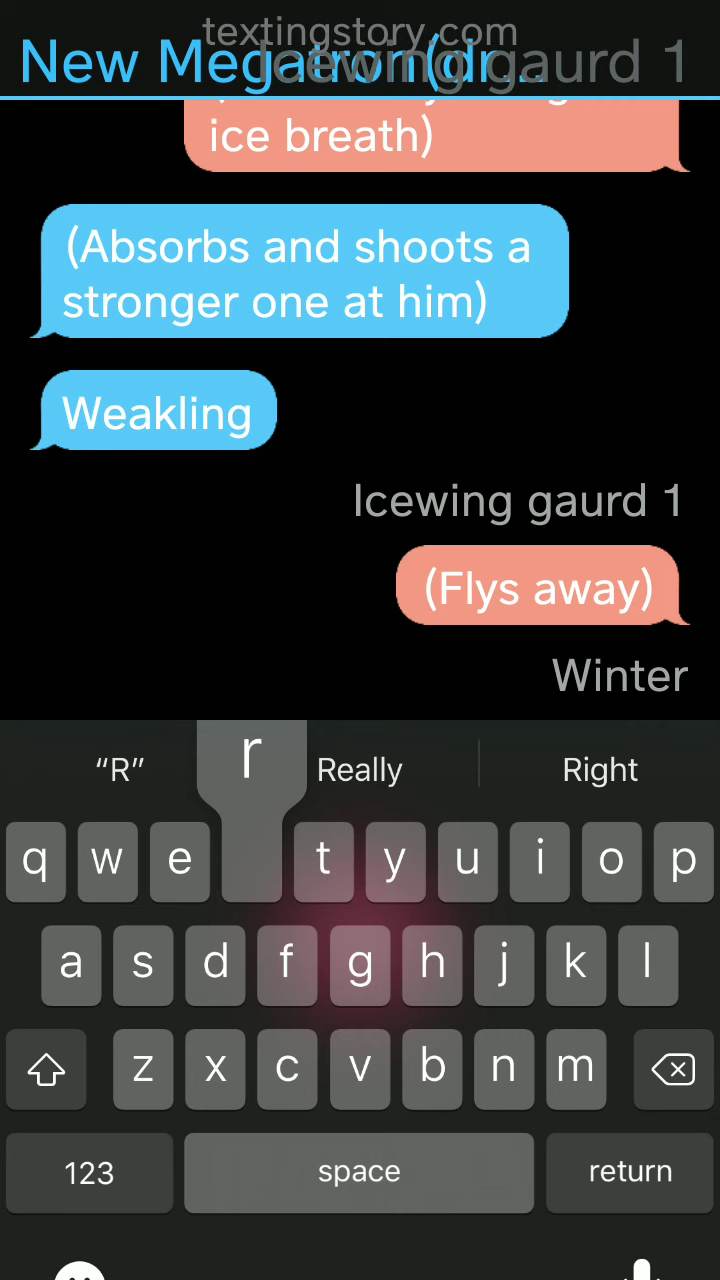 textingstory.com
New Megatron(dr...
Icewing gaurd 1
ice breath)
(Absorbs and shoots a
stronger one at him)
Weakling
Icewing gaurd 1
(Flys away)
Winter
“R”
Really
Right
r
q w e t y u i o p
a s d f g h j k l
z x c v b n m
123 space return